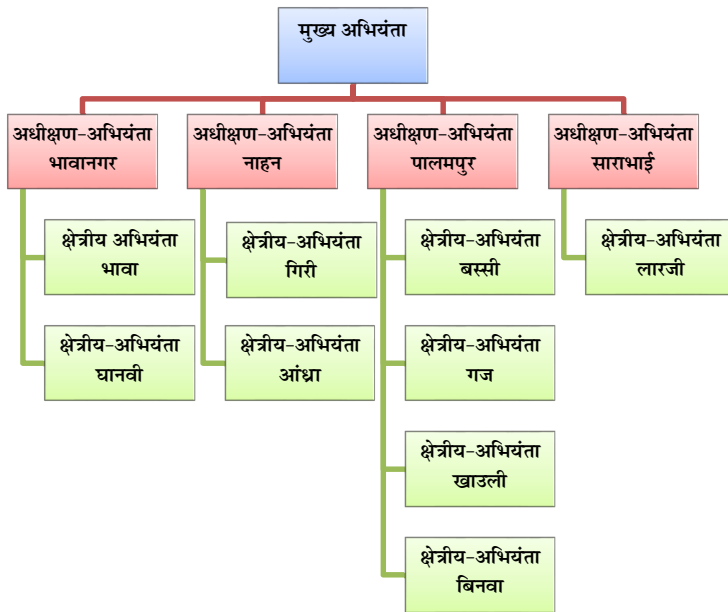 मुख्य अभियंता
अधीक्षण-अभियंता
भावानगर
अधीक्षण-अभियंता
नाहन
अधीक्षण-अभियंता
पालमपुर
अधीक्षण-अभियंता
साराभाई
क्षेत्रीय अभियंता
भावा
क्षेत्रीय-अभियंता
घानवी
क्षेत्रीय-अभियंता
गिरी
क्षेत्रीय-अभियंता
आंध्रा
क्षेत्रीय-अभियंता
बस्सी
क्षेत्रीय-अभियंता
गज
क्षेत्रीय-अभियंता
खाउली
क्षेत्रीय-अभियंता
बिनवा
क्षेत्रीय-अभियंता
लारजी